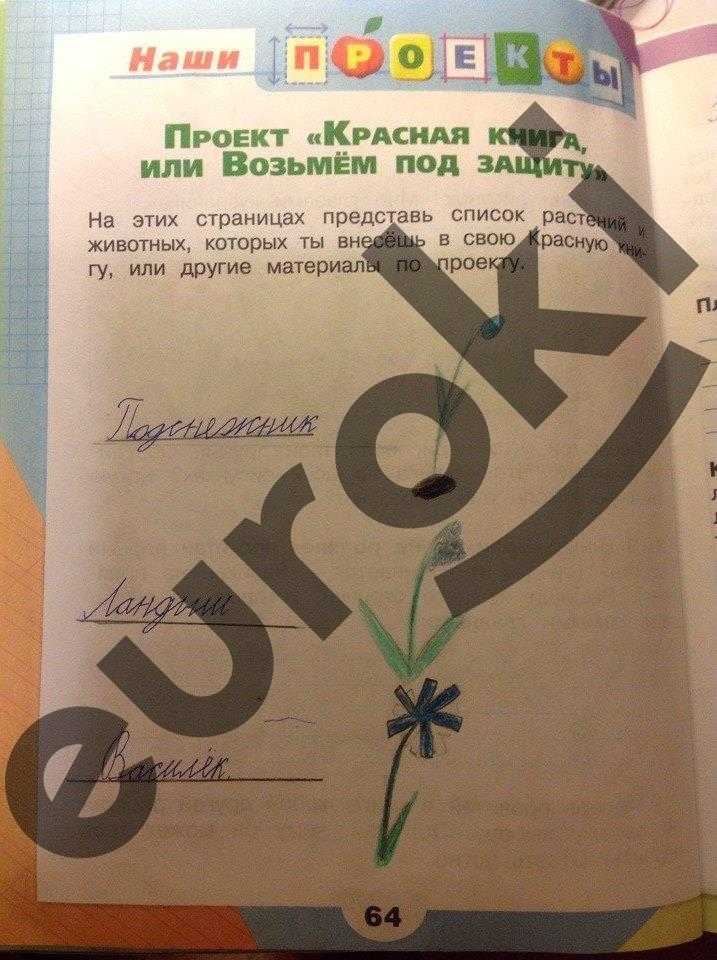 Наши ПРОЕКТЫ
ПРОЕКТ «КРАСНАЯ КНИГА,
ИЛИ ВОЗЬМЁМ ПОД ЗАЩИТУ»
На этих страницах представь список растений и
животных, которых ты внесёшь в свою Красную кни-
гу, или другие материалы по проекту.
Подснежник
Ландыш
Василёк.
64
euroki